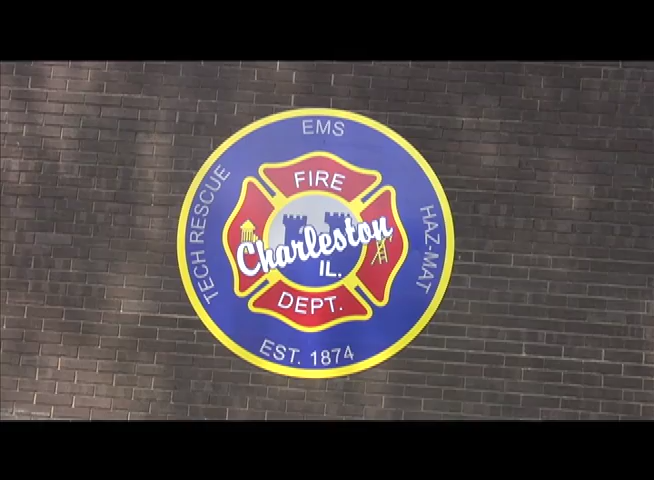 EMS
TECH RESCUE
HAZ-MAT
FIRE
Charleston
IL.
DEPT.
EST. 1874